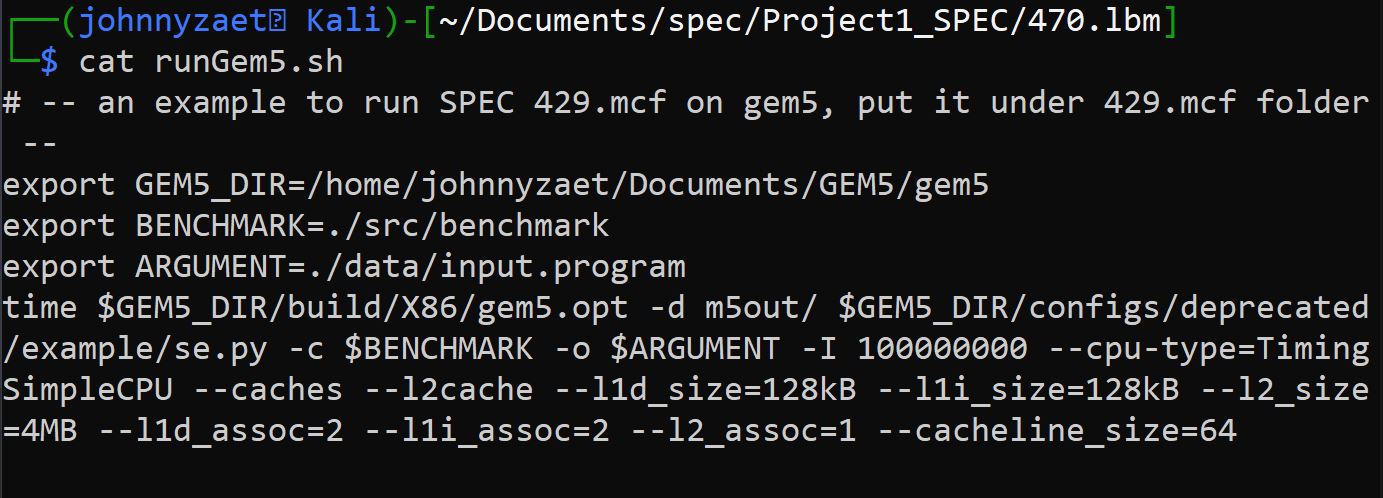 ┌──(johnnyzaet㉿ Kali)-[~/Documents/spec/Project1_SPEC/470.lbm]
└─$ cat runGem5.sh
# -- an example to run SPEC 429.mcf on gem5, put it under 429.mcf folder
 --
export GEM5_DIR=/home/johnnyzaet/Documents/GEM5/gem5
export BENCHMARK=./src/benchmark
export ARGUMENT=./data/input.program
time $GEM5_DIR/build/X86/gem5.opt -d m5out/ $GEM5_DIR/configs/deprecated
/example/se.py -c $BENCHMARK -o $ARGUMENT -I 100000000 --cpu-type=Timing
SimpleCPU --caches --l2cache --l1d_size=128kB --l1i_size=128kB --l2_size
=4MB --l1d_assoc=2 --l1i_assoc=2 --l2_assoc=1 --cacheline_size=64